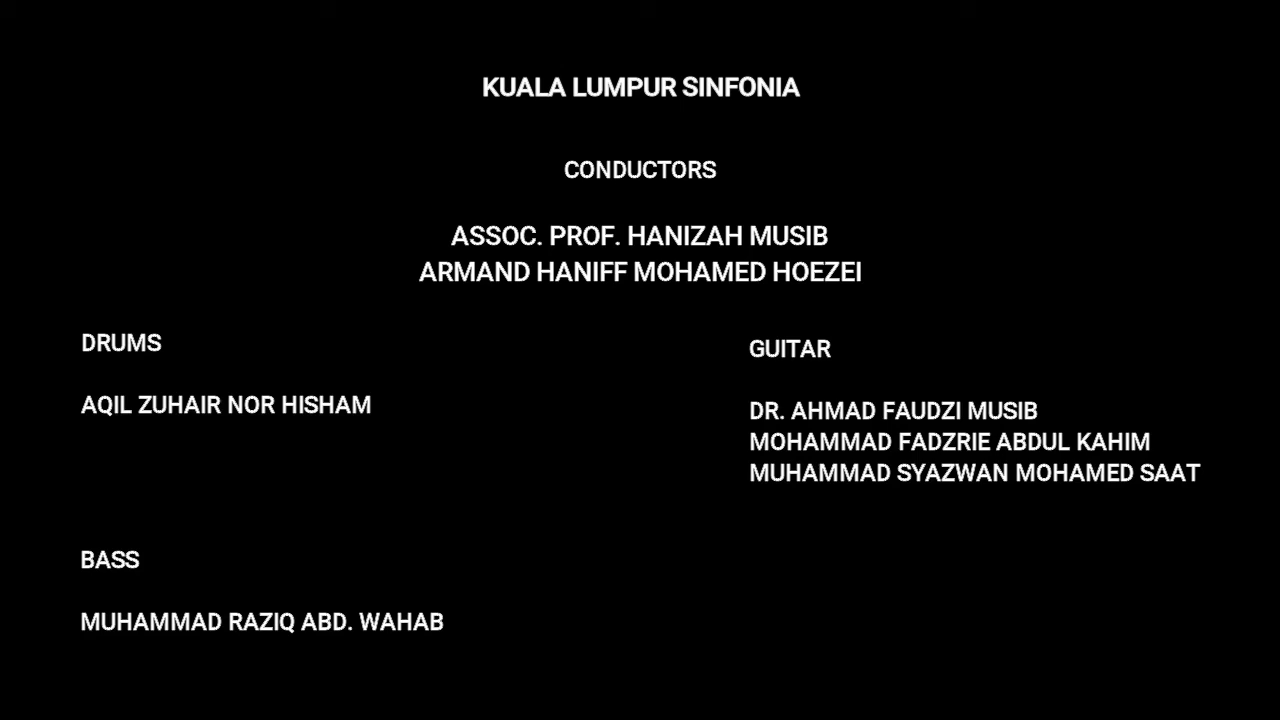 KUALA LUMPUR SINFONIA
CONDUCTORS
ASSOC. PROF. HANIZAH MUSIB
ARMAND HANIFF MOHAMED HOEZEI
DRUMS
AQIL ZUHAIR NOR HISHAM
BASS
MUHAMMAD RAZIQ ABD. WAHAB
GUITAR
DR. AHMAD FAUDZI MUSIB
MOHAMMAD FADZRIE ABDUL KAHIM
MUHAMMAD SYAZWAN MOHAMED SAAT